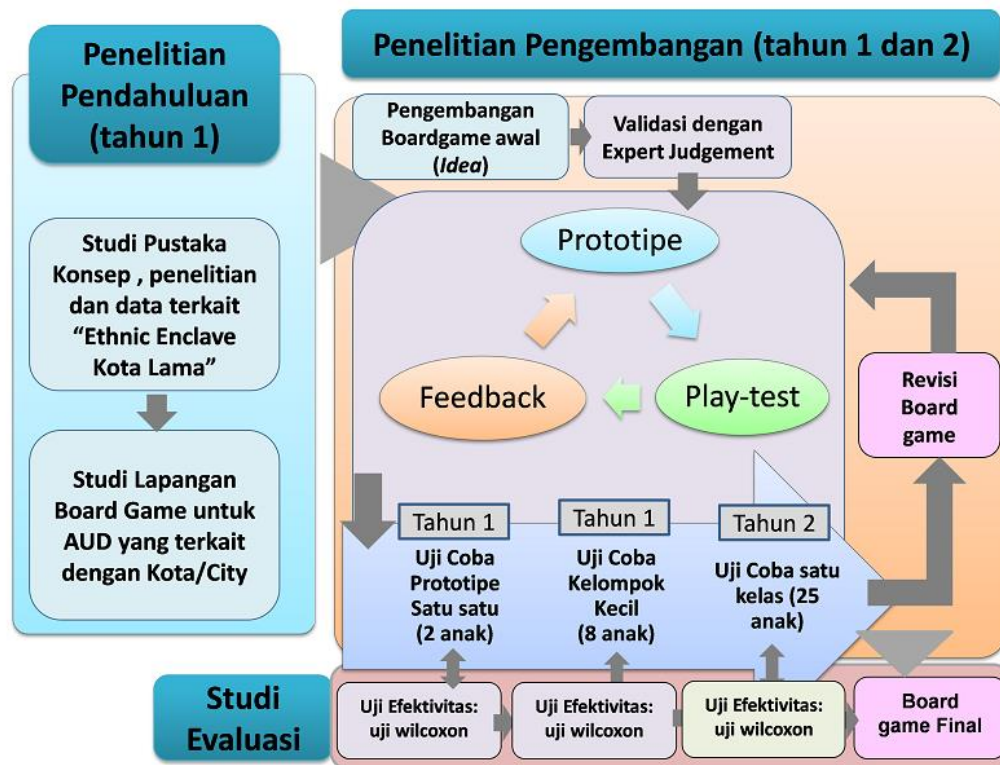 Penelitian
Pendahuluan
(tahun 1)
Studi Pustaka
Konsep , penelitian
dan data terkait
“Ethnic Enclave
Kota Lama”
Studi Lapangan
Board Game untuk
AUD yang terkait
dengan Kota/City
Penelitian Pengembangan (tahun 1 dan 2)
Pengembangan
Boardgame awal
(Idea)
Validasi dengan
Expert Judgement
Prototipe
Feedback
Play-test
Revisi
Board
game
Tahun 1
Uji Coba
Prototipe
Satu satu
(2 anak)
Tahun 1
Uji Coba
Kelompok
Kecil
(8 anak)
Tahun 2
Uji Coba satu
kelas (25
anak)
Studi
Evaluasi
Uji Efektivitas:
uji wilcoxon
Uji Efektivitas:
uji wilcoxon
Uji Efektivitas:
uji wilcoxon
Board
game Final